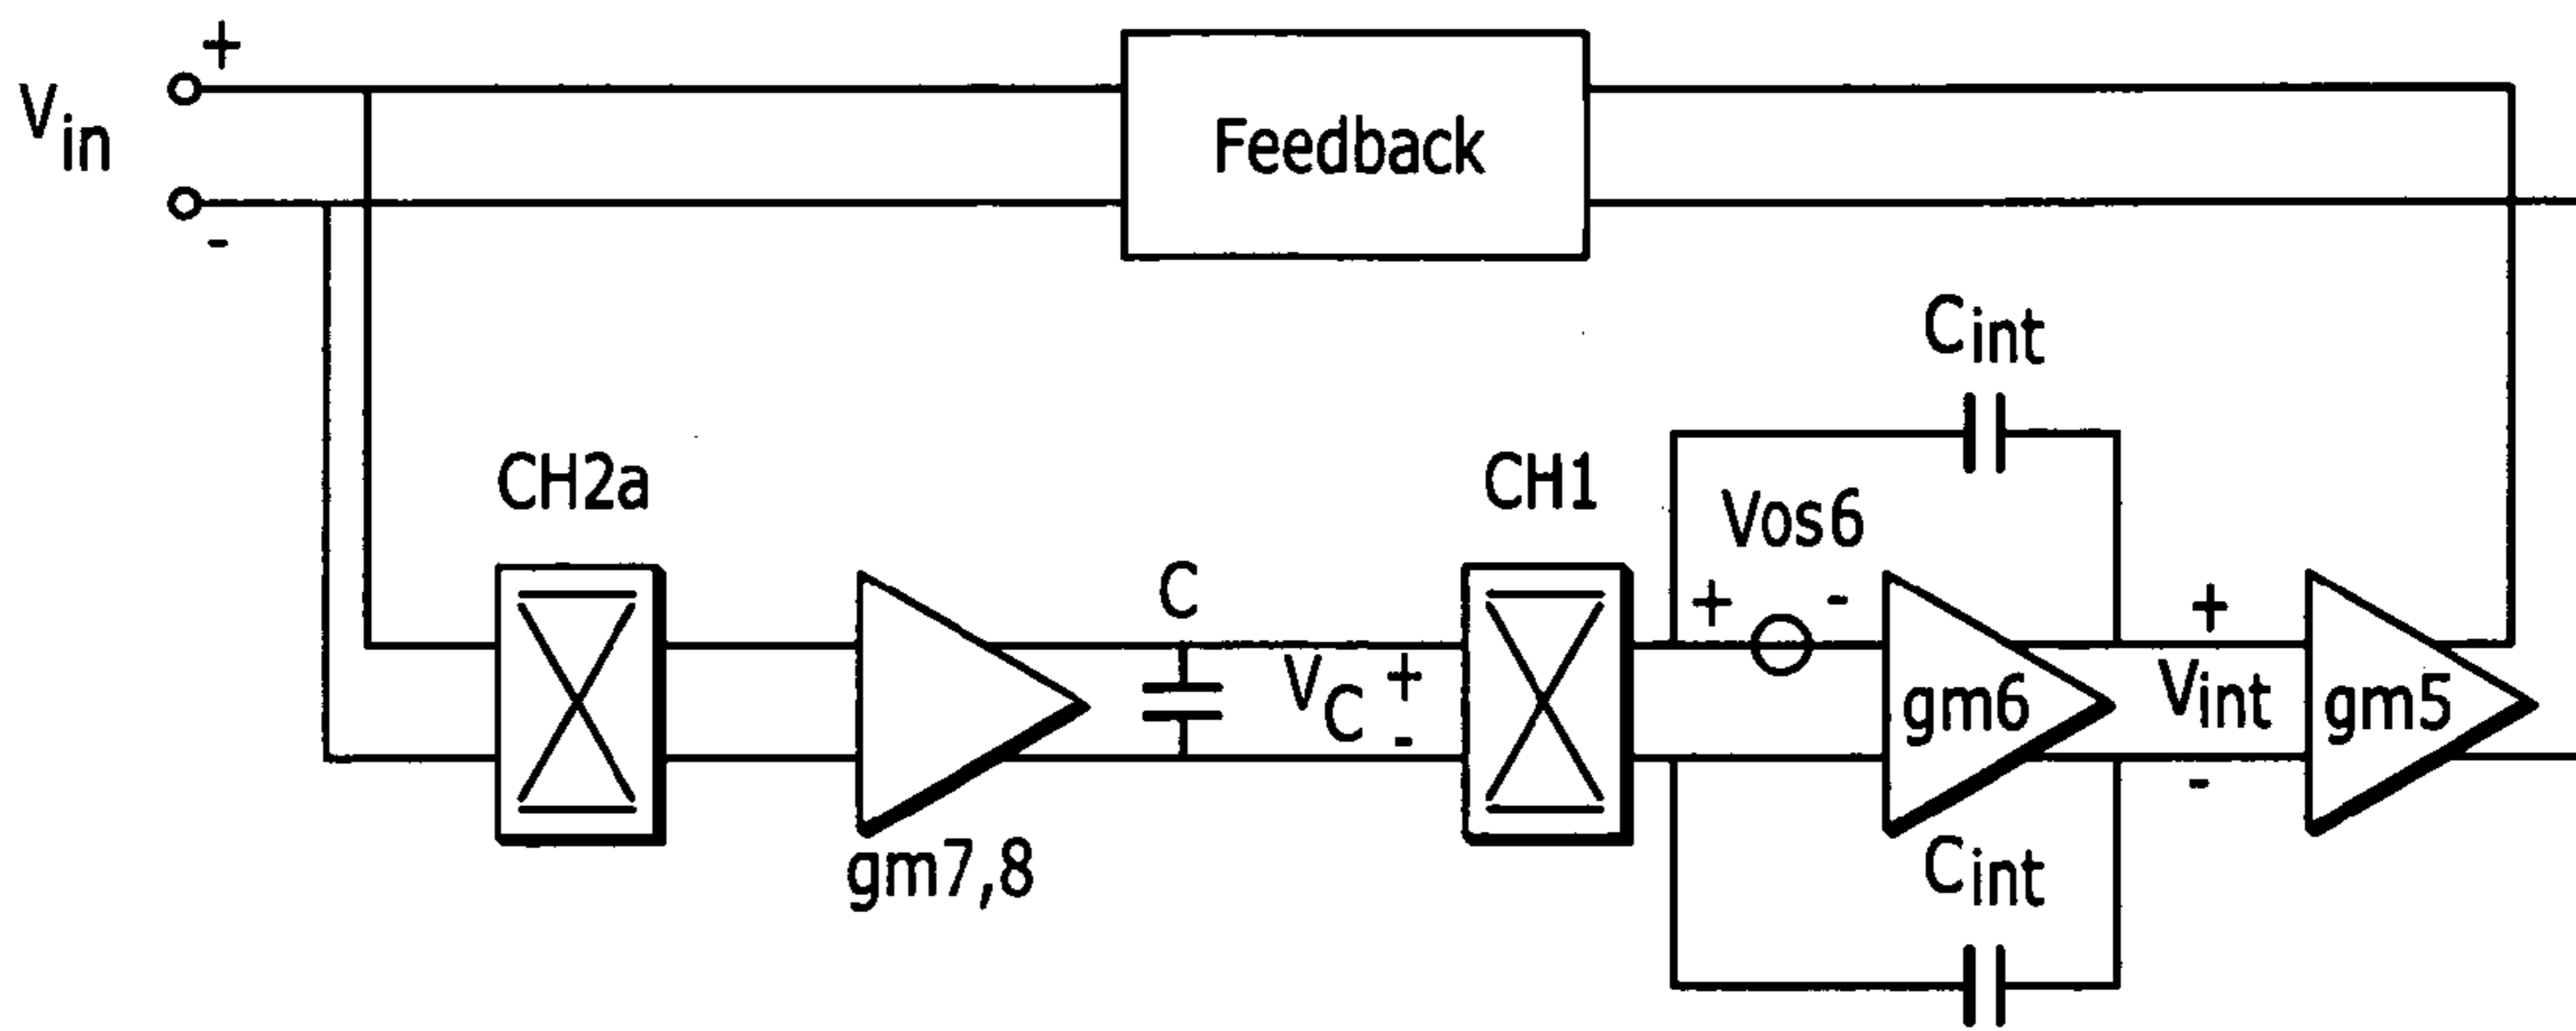 +
Vin
-
Feedback
Cint
CH2a
CH1
Vos6
C
+ -
+
VC
+
-
gm6
Vint
gm5
-
gm7,8
Cint